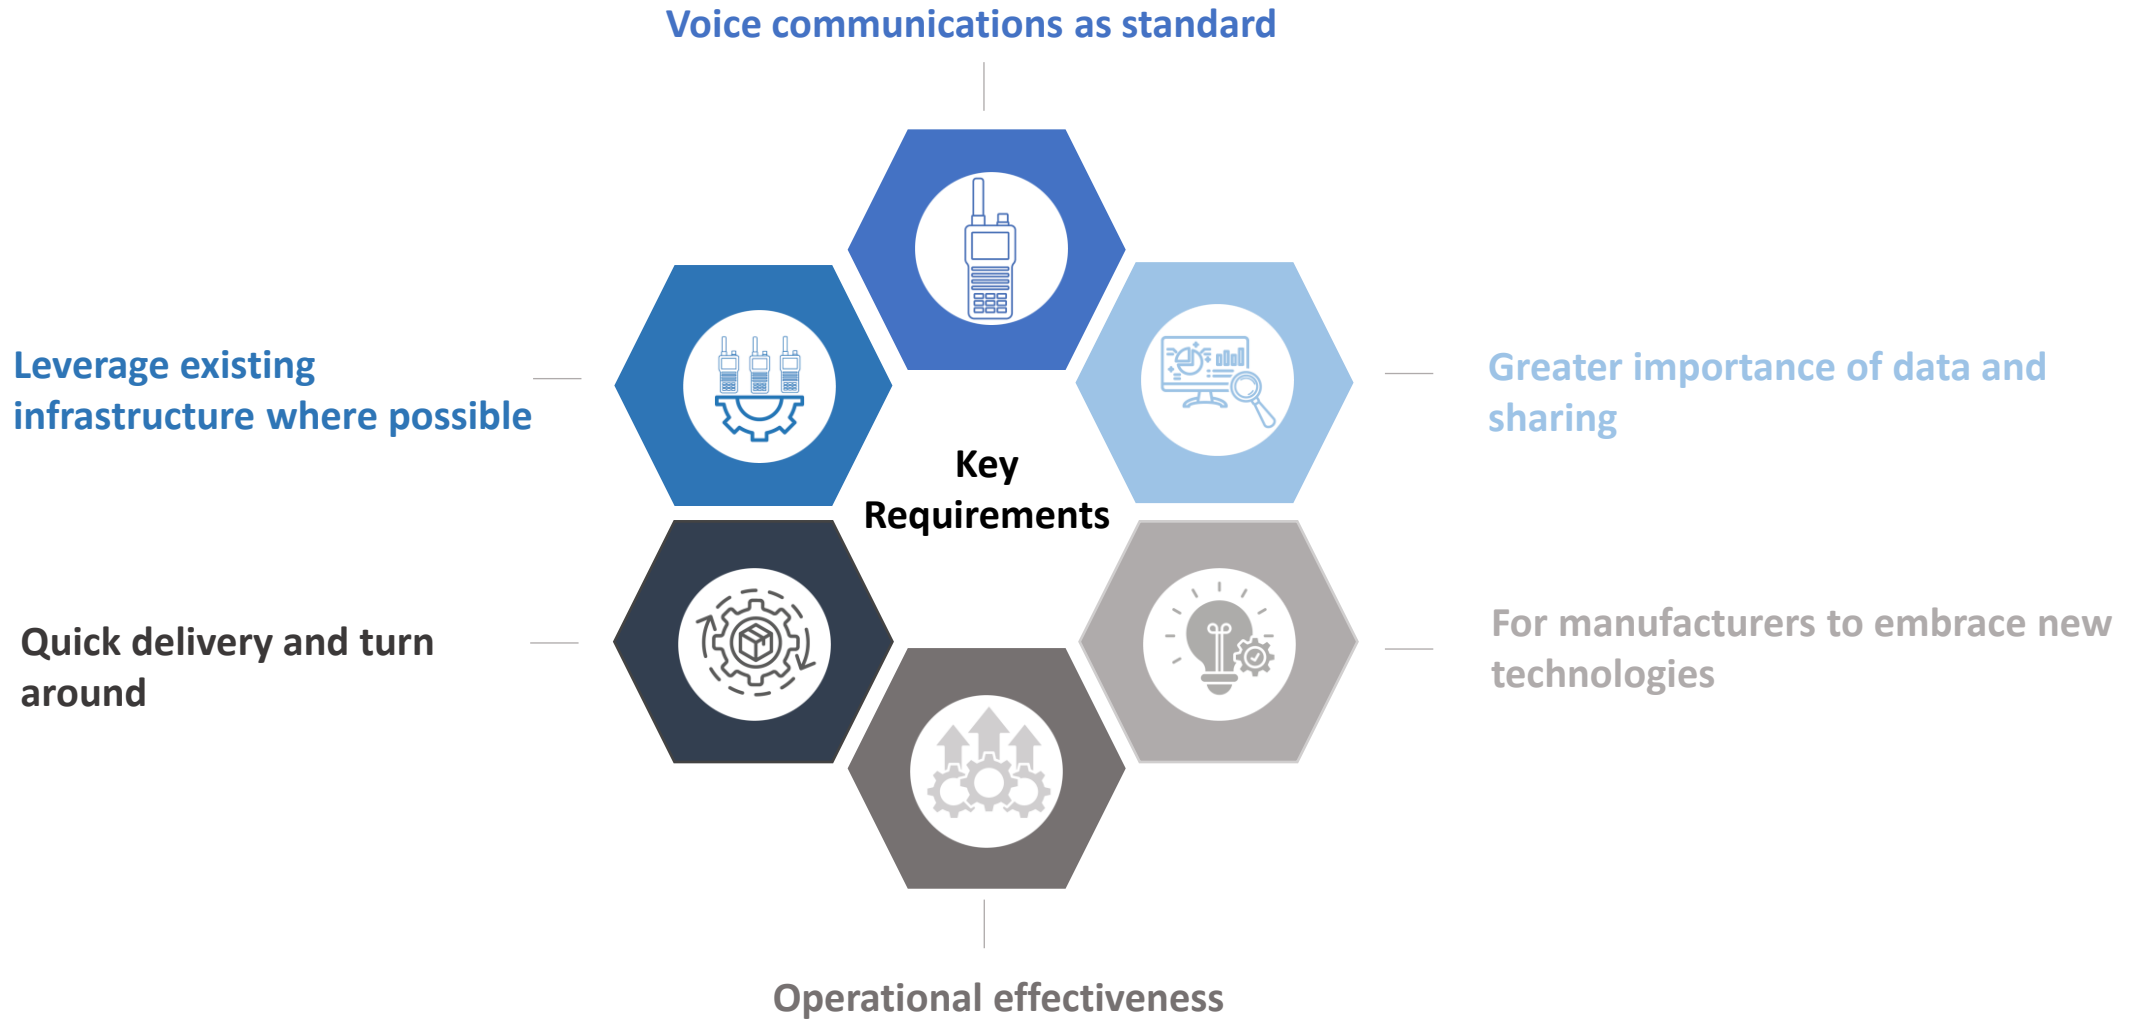 Voice communications as standard
Leverage existing
infrastructure where possible
Greater importance of data and
sharing
Key
Requirements
Quick delivery and turn
around
For manufacturers to embrace new
technologies
Operational effectiveness